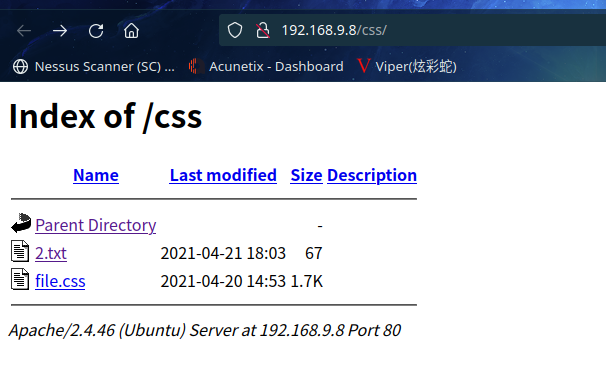 192.168.9.8/css/
Nessus Scanner (SC) ... Acunetix - Dashboard Viper(炫彩蛇)
Index of /css
Name Last modified Size Description
Parent Directory -
2.txt 2021-04-21 18:03 67
file.css 2021-04-20 14:53 1.7K
Apache/2.4.46 (Ubuntu) Server at 192.168.9.8 Port 80